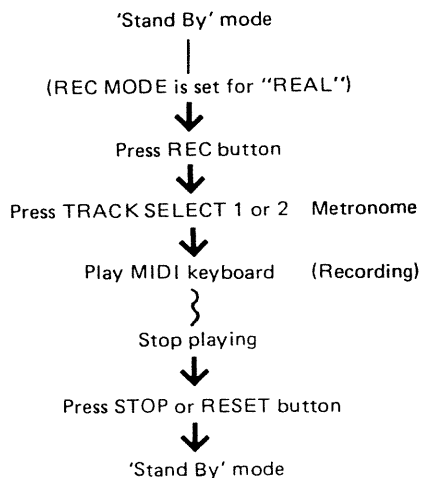 'Stand By' mode
(REC MODE is set for "REAL")
Press REC button
Press TRACK SELECT 1 or 2 Metronome
Play MIDI keyboard (Recording)
Stop playing
Press STOP or RESET button
'Stand By' mode